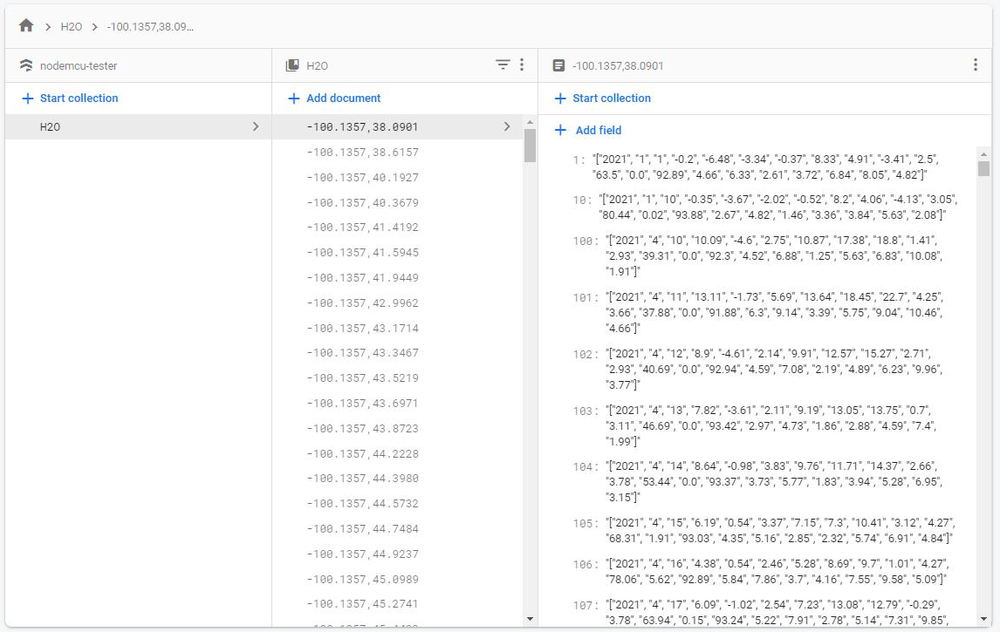 H2O
-100.1357,38.09...
nodemcu-tester
H2O
-100.1357,38.0901
Start collection
Add document
Start collection
H2O
-100.1357,38.0901
-100.1357,38.6157
-100.1357,40.1927
-100.1357,40.3679
-100.1357,41.4192
-100.1357,41.5945
-100.1357,41.9449
-100.1357,42.9962
-100.1357,43.1714
-100.1357,43.3467
-100.1357,43.5219
-100.1357,43.6971
-100.1357,43.8723
-100.1357,44.2228
-100.1357,44.3980
-100.1357,44.5732
-100.1357,44.7484
-100.1357,44.9237
-100.1357,45.0989
-100.1357,45.2741
Add field
1: "["2021", "1", "1", "-0.2", "-6.48", "-3.34", "-0.37", "8.33", "4.91", "-3.41", "2.5",
"63.5", "0.0", "92.89", "4.66", "6.33", "2.61", "3.72", "6.84", "8.05", "4.82"]"
10: "["2021", "1", "10", "-0.35", "-3.67", "-2.02", "-0.52", "8.2", "4.06", "-4.13", "3.05",
"80.44", "0.02", "93.88", "2.67", "4.82", "1.46", "3.36", "3.84", "5.63", "2.08"]"
100: "["2021", "4", "10", "10.09", "-4.6", "2.75", "10.87", "17.38", "18.8", "1.41",
"2.93", "39.31", "0.0", "92.3", "4.52", "6.88", "1.25", "5.63", "6.83", "10.08",
"1.91"]"
101: "["2021", "4", "11", "13.11", "-1.73", "5.69", "13.64", "18.45", "22.7", "4.25",
"3.66", "37.88", "0.0", "91.88", "6.3", "9.14", "3.39", "5.75", "9.04", "10.46",
"4.66"]"
102: "["2021", "4", "12", "8.9", "-4.61", "2.14", "9.91", "12.57", "15.27", "2.71",
"2.93", "40.69", "0.0", "92.94", "4.59", "7.08", "2.19", "4.89", "6.23", "9.96",
"3.77"]"
103: "["2021", "4", "13", "7.82", "-3.61", "2.11", "9.19", "13.05", "13.75", "0.7",
"3.11", "46.69", "0.0", "93.42", "2.97", "4.73", "1.86", "2.88", "4.59", "7.4",
"1.99"]"
104: "["2021", "4", "14", "8.64", "-0.98", "3.83", "9.76", "11.71", "14.37", "2.66",
"3.78", "53.44", "0.0", "93.37", "3.73", "5.77", "1.83", "3.94", "5.28", "6.95",
"3.15"]"
105: "["2021", "4", "15", "6.19", "0.54", "3.37", "7.15", "7.3", "10.41", "3.12", "4.27",
"68.31", "1.91", "93.03", "4.35", "5.16", "2.85", "2.32", "5.74", "6.91", "4.84"]"
106: "["2021", "4", "16", "4.38", "0.54", "2.46", "5.28", "8.69", "9.7", "1.01", "4.27",
"78.06", "5.62", "92.89", "5.84", "7.86", "3.7", "4.16", "7.55", "9.58", "5.09"]"
107: "["2021", "4", "17", "6.09", "-1.02", "2.54", "7.23", "13.08", "12.79", "-0.29",
"3.78", "63.94", "0.15", "93.24", "5.22", "7.91", "2.78", "5.14", "7.31", "9.85",